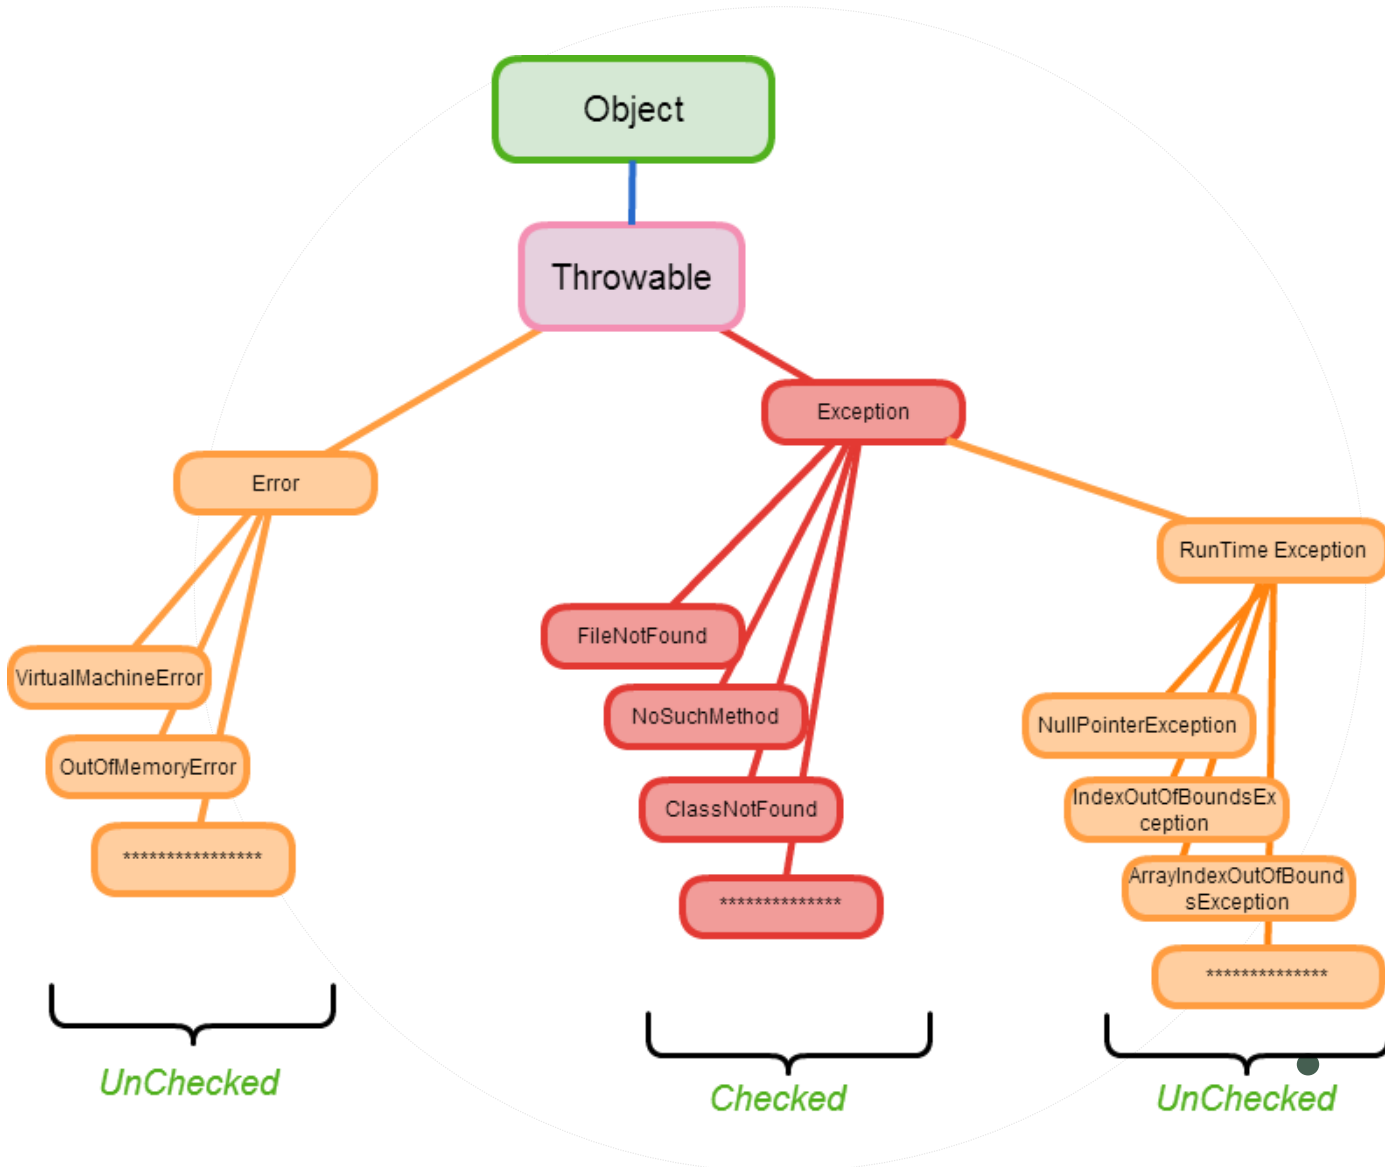 Object
Throwable
Exception
Error
RunTime Exception
FileNotFound
VirtualMachineError
NoSuchMethod
NullPointerException
OutOfMemoryError
ClassNotFound
IndexOutOfBoundsEx
ception
****************
ArrayIndexOutOfBound
sException
**************
**************
UnChecked
Checked
UnChecked